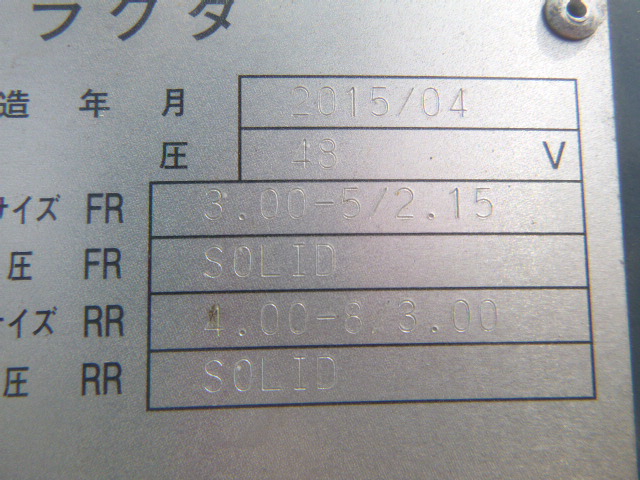 ラクタ
造年月 2015/04
圧 48 V
サイズ FR 3.00-5/2.15
圧 FR SOLID
サイズ RR 4.00-8/3.00
圧 RR SOLID